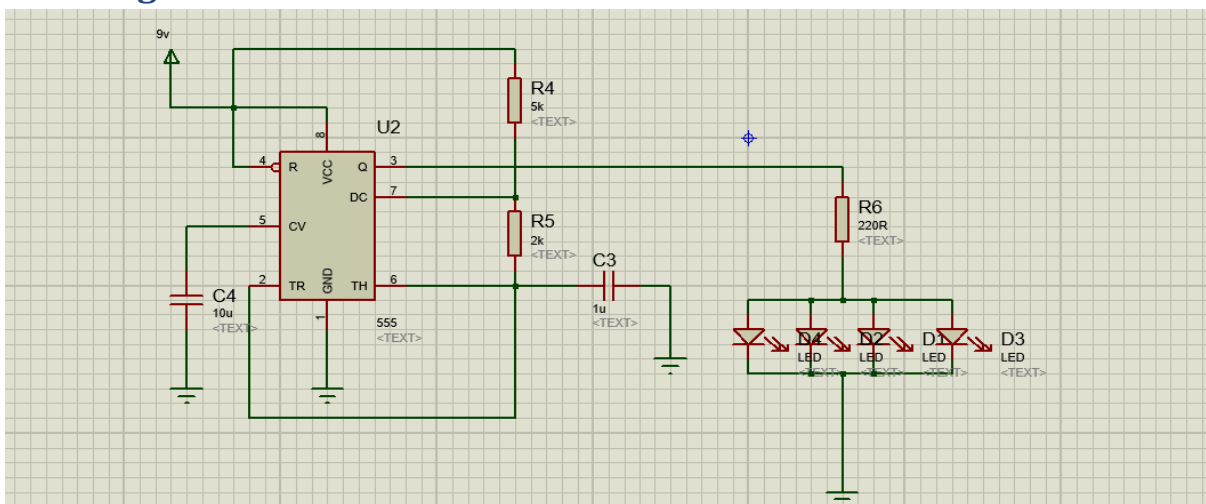 9v
R4
5k
<TEXT>
U2
8
VCC
4
R
Q
3
DC
7
R5
2k
<TEXT>
R6
220R
<TEXT>
5
CV
C4
10u
<TEXT>
2
TR
GND
TH
6
1
555
<TEXT>
C3
1u
<TEXT>
D4
LED
<TEXT>
D2
LED
<TEXT>
D1
LED
<TEXT>
D3
LED
<TEXT>